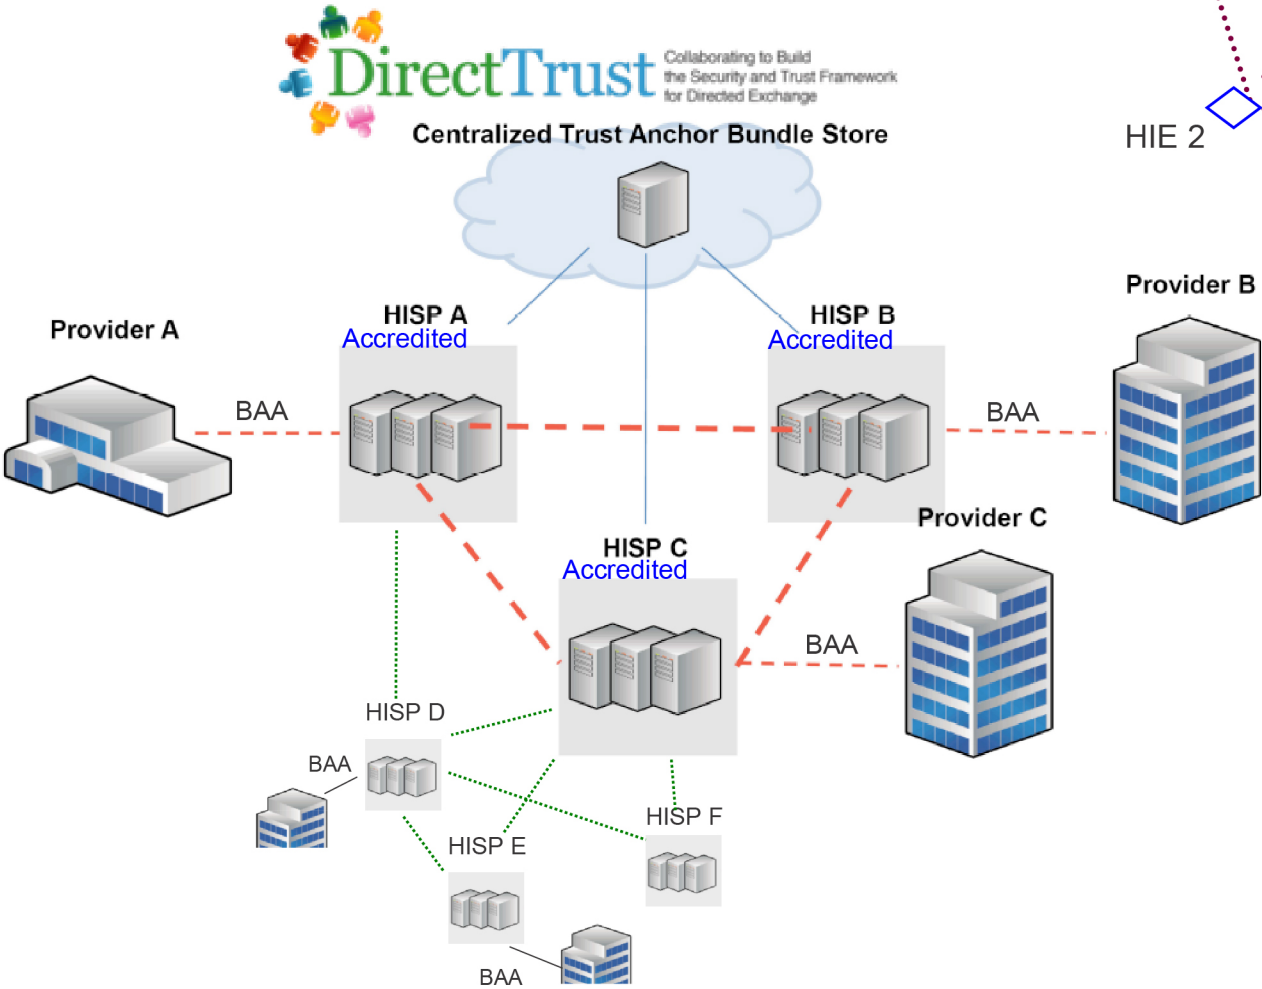 DirectTrust
Collaborating to Build
the Security and Trust Framework
for Directed Exchange
Centralized Trust Anchor Bundle Store
HIE 2
Provider A
HISP A
Accredited
HISP B
Accredited
Provider B
BAA
BAA
Provider C
HISP C
Accredited
BAA
HISP D
BAA
HISP E
HISP F
BAA